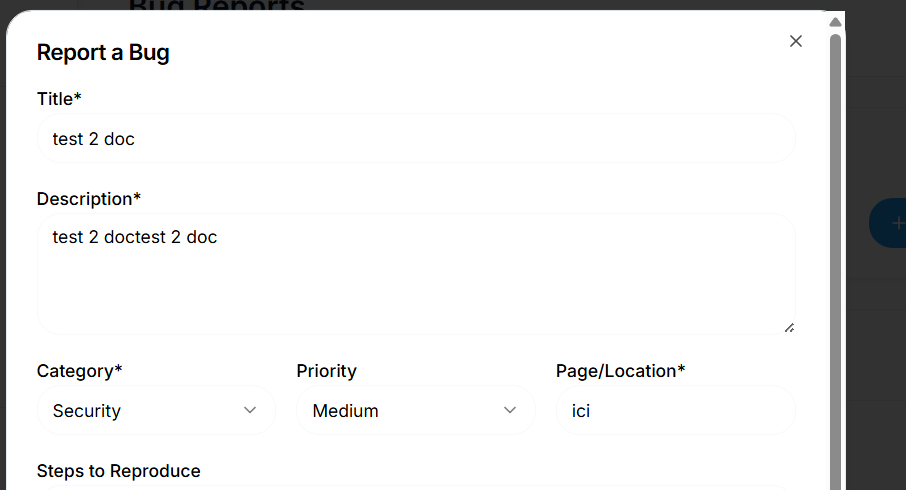 Bug Reports
Report a Bug
Title*
test 2 doc
Description*
test 2 doctest 2 doc
Category* Priority Page/Location*
Security Medium ici
Steps to Reproduce